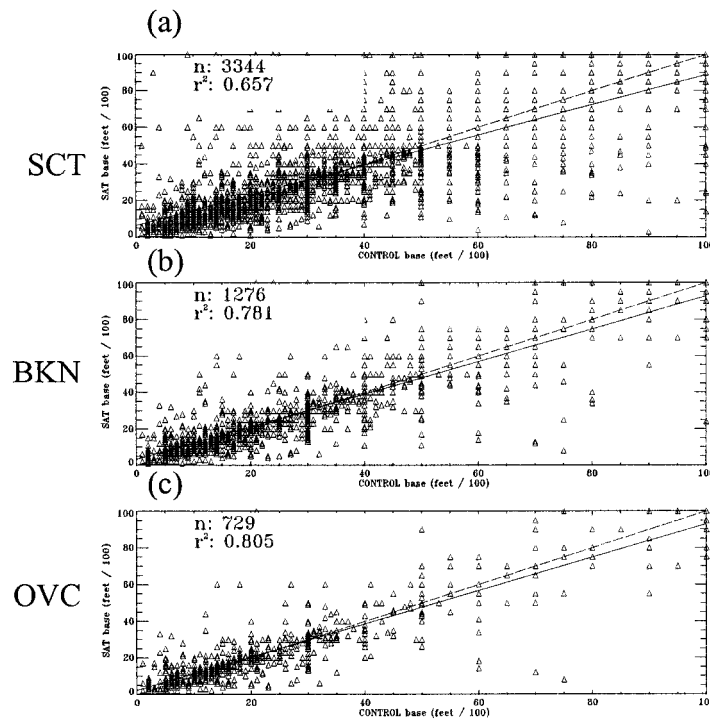 (a)
n: 3344
r²: 0.657
SCT
SAT base (feet / 100)
100
80
60
40
20
0
0 20 40 60 80 100
CONTROL base (feet / 100)
(b)
n: 1276
r²: 0.781
BKN
SAT base (feet / 100)
100
80
60
40
20
0
0 20 40 60 80 100
CONTROL base (feet / 100)
(c)
n: 729
r²: 0.805
OVC
SAT base (feet / 100)
100
80
60
40
20
0
0 20 40 60 80 100
CONTROL base (feet / 100)